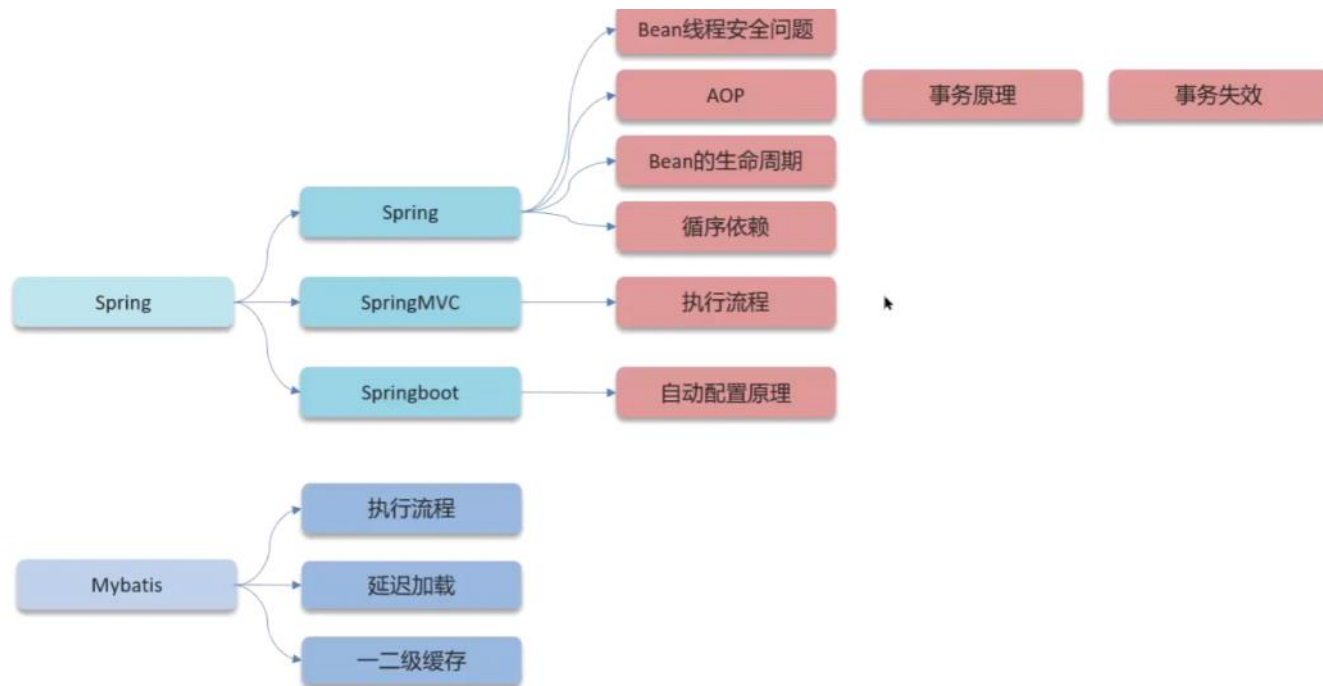 Bean线程安全问题
AOP 事务原理 事务失效
Bean的生命周期
Spring
循序依赖
Spring SpringMVC 执行流程
Springboot 自动配置原理
执行流程
Mybatis 延迟加载
一二级缓存